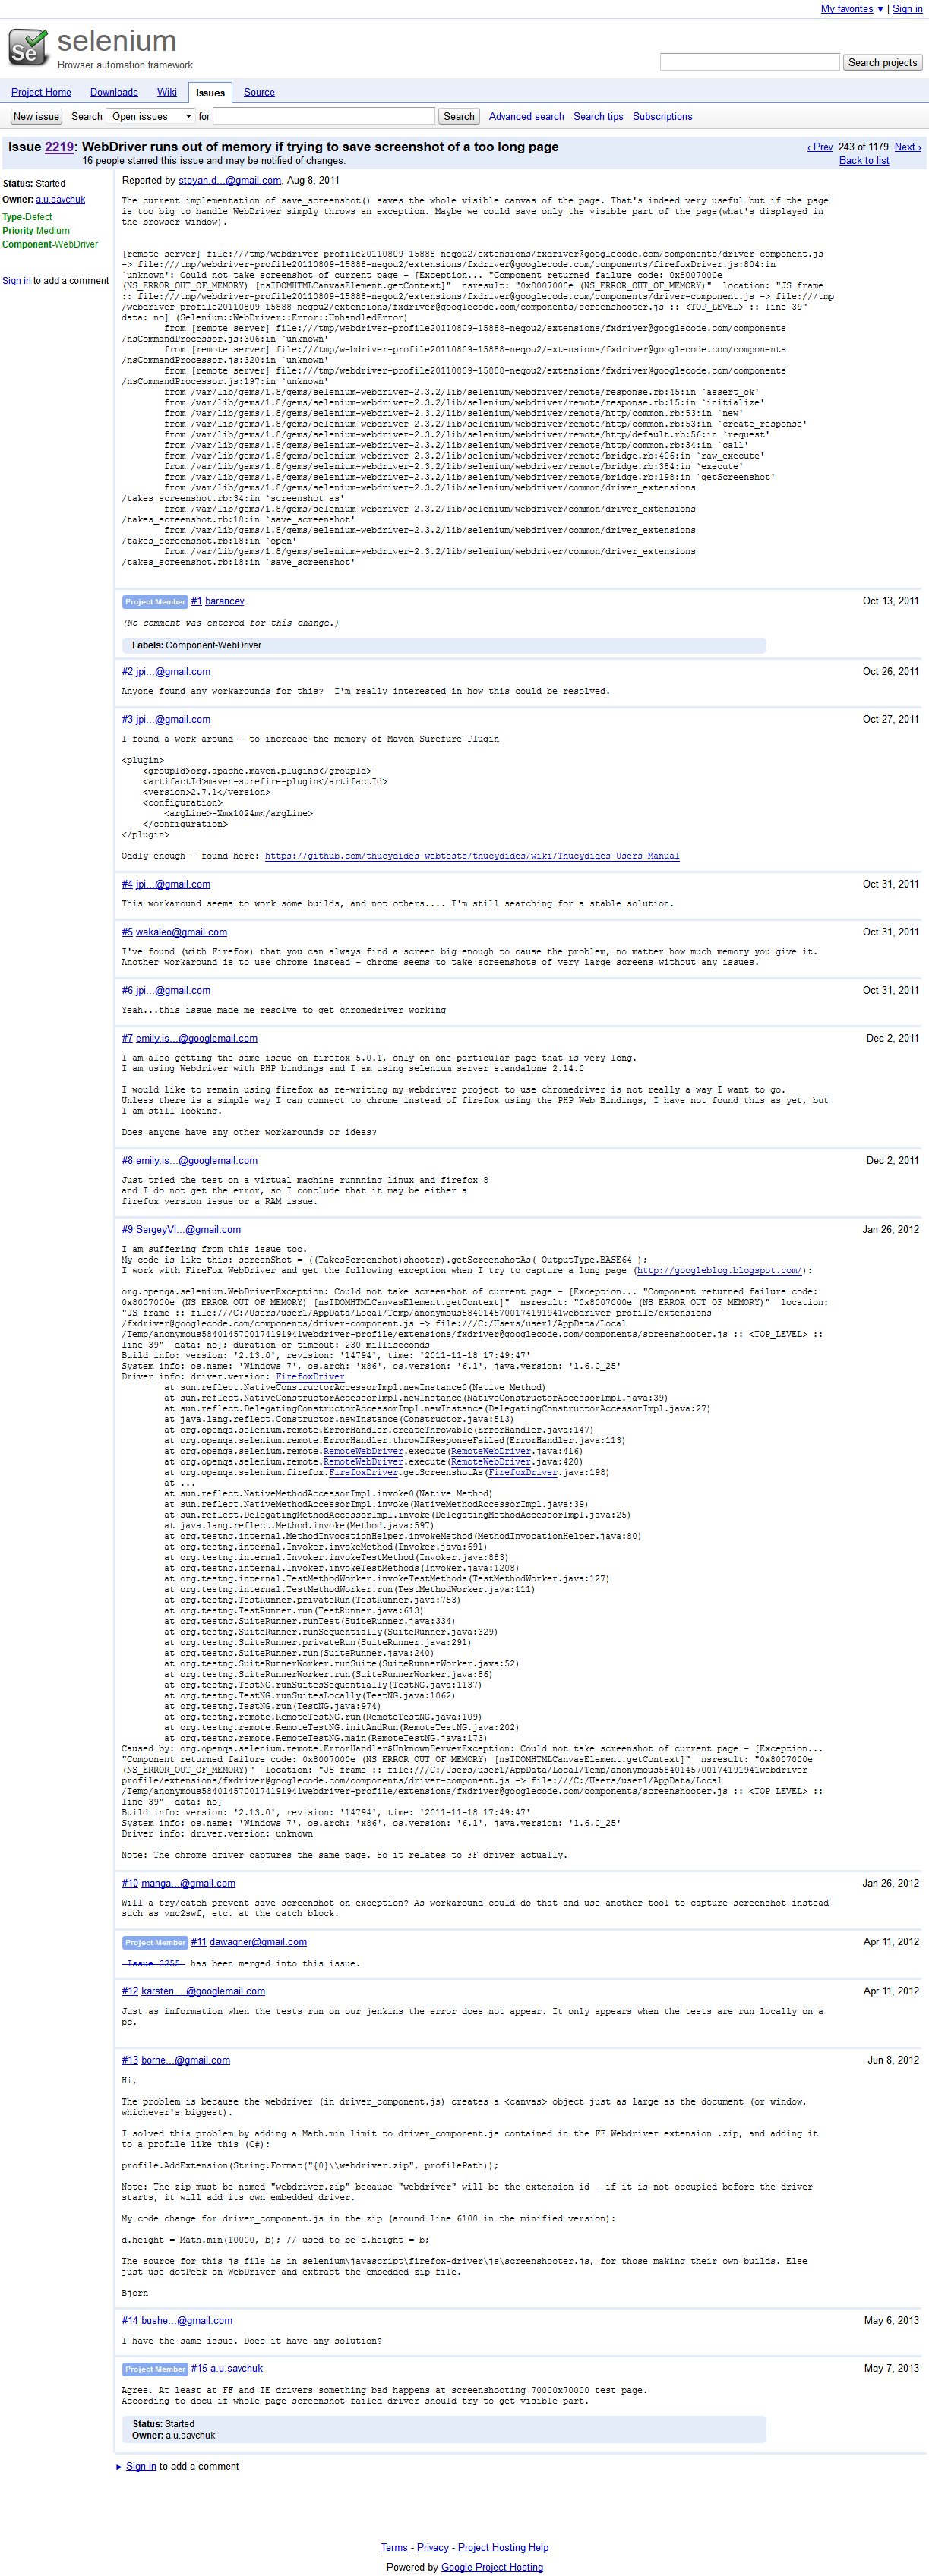 My favorites ▼ | Sign in
Se
selenium
Browser automation framework
Search projects
Project Home Downloads Wiki Issues Source
New issue Search Open issues for Search Advanced search Search tips Subscriptions
Issue 2219: WebDriver runs out of memory if trying to save screenshot of a too long page
16 people starred this issue and may be notified of changes.
‹ Prev 243 of 1179 Next ›
Back to list
Status: Started
Owner: a.u.savchuk
Type-Defect
Priority-Medium
Component-WebDriver
Sign in to add a comment
Reported by stoyan.d...@gmail.com, Aug 8, 2011
The current implementation of save_screenshot() saves the whole visible canvas of the page. That's indeed very useful but if the page
is too big to handle WebDriver simply throws an exception. Maybe we could save only the visible part of the page(what's displayed in
the browser window).
[remote server] file:///tmp/webdriver-profile20110809-15888-neqou2/extensions/fxdriver@googlecode.com/components/driver-component.js
-> file:///tmp/webdriver-profile20110809-15888-neqou2/extensions/fxdriver@googlecode.com/components/firefoxDriver.js:804:in
`unknown': Could not take screenshot of current page - [Exception... "Component returned failure code: 0x8007000e
(NS_ERROR_OUT_OF_MEMORY) [nsIDOMHTMLCanvasElement.getContext]"  nsresult: "0x8007000e (NS_ERROR_OUT_OF_MEMORY)"  location: "JS frame
:: file:///tmp/webdriver-profile20110809-15888-neqou2/extensions/fxdriver@googlecode.com/components/driver-component.js -> file:///tmp
/webdriver-profile20110809-15888-neqou2/extensions/fxdriver@googlecode.com/components/screenshooter.js :: <TOP_LEVEL> :: line 39"
data: no] (Selenium::WebDriver::Error::UnhandledError)
from [remote server] file:///tmp/webdriver-profile20110809-15888-neqou2/extensions/fxdriver@googlecode.com/components
/nsCommandProcessor.js:306:in `unknown'
from [remote server] file:///tmp/webdriver-profile20110809-15888-neqou2/extensions/fxdriver@googlecode.com/components
/nsCommandProcessor.js:320:in `unknown'
from [remote server] file:///tmp/webdriver-profile20110809-15888-neqou2/extensions/fxdriver@googlecode.com/components
/nsCommandProcessor.js:197:in `unknown'
from /var/lib/gems/1.8/gems/selenium-webdriver-2.3.2/lib/selenium/webdriver/remote/response.rb:45:in `assert_ok'
from /var/lib/gems/1.8/gems/selenium-webdriver-2.3.2/lib/selenium/webdriver/remote/response.rb:15:in `initialize'
from /var/lib/gems/1.8/gems/selenium-webdriver-2.3.2/lib/selenium/webdriver/remote/http/common.rb:53:in `new'
from /var/lib/gems/1.8/gems/selenium-webdriver-2.3.2/lib/selenium/webdriver/remote/http/common.rb:53:in `create_response'
from /var/lib/gems/1.8/gems/selenium-webdriver-2.3.2/lib/selenium/webdriver/remote/http/default.rb:56:in `request'
from /var/lib/gems/1.8/gems/selenium-webdriver-2.3.2/lib/selenium/webdriver/remote/http/common.rb:34:in `call'
from /var/lib/gems/1.8/gems/selenium-webdriver-2.3.2/lib/selenium/webdriver/remote/bridge.rb:406:in `raw_execute'
from /var/lib/gems/1.8/gems/selenium-webdriver-2.3.2/lib/selenium/webdriver/remote/bridge.rb:384:in `execute'
from /var/lib/gems/1.8/gems/selenium-webdriver-2.3.2/lib/selenium/webdriver/remote/bridge.rb:198:in `getScreenshot'
from /var/lib/gems/1.8/gems/selenium-webdriver-2.3.2/lib/selenium/webdriver/common/driver_extensions
/takes_screenshot.rb:34:in `screenshot_as'
from /var/lib/gems/1.8/gems/selenium-webdriver-2.3.2/lib/selenium/webdriver/common/driver_extensions
/takes_screenshot.rb:18:in `save_screenshot'
from /var/lib/gems/1.8/gems/selenium-webdriver-2.3.2/lib/selenium/webdriver/common/driver_extensions
/takes_screenshot.rb:18:in `open'
from /var/lib/gems/1.8/gems/selenium-webdriver-2.3.2/lib/selenium/webdriver/common/driver_extensions
/takes_screenshot.rb:18:in `save_screenshot'
Project Member #1 barancev Oct 13, 2011
(No comment was entered for this change.)
Labels: Component-WebDriver
#2 jpi...@gmail.com Oct 26, 2011
Anyone found any workarounds for this?  I'm really interested in how this could be resolved.
#3 jpi...@gmail.com Oct 27, 2011
I found a work around - to increase the memory of Maven-Surefure-Plugin
<plugin>
<groupId>org.apache.maven.plugins</groupId>
<artifactId>maven-surefire-plugin</artifactId>
<version>2.7.1</version>
<configuration>
<argLine>-Xmx1024m</argLine>
</configuration>
</plugin>
Oddly enough - found here: https://github.com/thucydides-webtests/thucydides/wiki/Thucydides-Users-Manual
#4 jpi...@gmail.com Oct 31, 2011
This workaround seems to work some builds, and not others.... I'm still searching for a stable solution.
#5 wakaleo@gmail.com Oct 31, 2011
I've found (with Firefox) that you can always find a screen big enough to cause the problem, no matter how much memory you give it.
Another workaround is to use chrome instead - chrome seems to take screenshots of very large screens without any issues.
#6 jpi...@gmail.com Oct 31, 2011
Yeah...this issue made me resolve to get chromedriver working
#7 emily.is...@googlemail.com Dec 2, 2011
I am also getting the same issue on firefox 5.0.1, only on one particular page that is very long.
I am using Webdriver with PHP bindings and I am using selenium server standalone 2.14.0
I would like to remain using firefox as re-writing my webdriver project to use chromedriver is not really a way I want to go.
Unless there is a simple way I can connect to chrome instead of firefox using the PHP Web Bindings, I have not found this as yet, but
I am still looking.
Does anyone have any other workarounds or ideas?
#8 emily.is...@googlemail.com Dec 2, 2011
Just tried the test on a virtual machine runnning linux and firefox 8
and I do not get the error, so I conclude that it may be either a
firefox version issue or a RAM issue.
#9 SergeyVl...@gmail.com Jan 26, 2012
I am suffering from this issue too.
My code is like this: screenShot = ((TakesScreenshot)shooter).getScreenshotAs( OutputType.BASE64 );
I work with FireFox WebDriver and get the following exception when I try to capture a long page (http://googleblog.blogspot.com/):
org.openqa.selenium.WebDriverException: Could not take screenshot of current page - [Exception... "Component returned failure code:
0x8007000e (NS_ERROR_OUT_OF_MEMORY) [nsIDOMHTMLCanvasElement.getContext]"  nsresult: "0x8007000e (NS_ERROR_OUT_OF_MEMORY)"  location:
"JS frame :: file:///C:/Users/user1/AppData/Local/Temp/anonymous5840145700174191941webdriver-profile/extensions
/fxdriver@googlecode.com/components/driver-component.js -> file:///C:/Users/user1/AppData/Local
/Temp/anonymous5840145700174191941webdriver-profile/extensions/fxdriver@googlecode.com/components/screenshooter.js :: <TOP_LEVEL> ::
line 39"  data: no]; duration or timeout: 230 milliseconds
Build info: version: '2.13.0', revision: '14794', time: '2011-11-18 17:49:47'
System info: os.name: 'Windows 7', os.arch: 'x86', os.version: '6.1', java.version: '1.6.0_25'
Driver info: driver.version: FirefoxDriver
at sun.reflect.NativeConstructorAccessorImpl.newInstance0(Native Method)
at sun.reflect.NativeConstructorAccessorImpl.newInstance(NativeConstructorAccessorImpl.java:39)
at sun.reflect.DelegatingConstructorAccessorImpl.newInstance(DelegatingConstructorAccessorImpl.java:27)
at java.lang.reflect.Constructor.newInstance(Constructor.java:513)
at org.openqa.selenium.remote.ErrorHandler.createThrowable(ErrorHandler.java:147)
at org.openqa.selenium.remote.ErrorHandler.throwIfResponseFailed(ErrorHandler.java:113)
at org.openqa.selenium.remote.RemoteWebDriver.execute(RemoteWebDriver.java:416)
at org.openqa.selenium.remote.RemoteWebDriver.execute(RemoteWebDriver.java:420)
at org.openqa.selenium.firefox.FirefoxDriver.getScreenshotAs(FirefoxDriver.java:198)
at ...
at sun.reflect.NativeMethodAccessorImpl.invoke0(Native Method)
at sun.reflect.NativeMethodAccessorImpl.invoke(NativeMethodAccessorImpl.java:39)
at sun.reflect.DelegatingMethodAccessorImpl.invoke(DelegatingMethodAccessorImpl.java:25)
at java.lang.reflect.Method.invoke(Method.java:597)
at org.testng.internal.MethodInvocationHelper.invokeMethod(MethodInvocationHelper.java:80)
at org.testng.internal.Invoker.invokeMethod(Invoker.java:691)
at org.testng.internal.Invoker.invokeTestMethod(Invoker.java:883)
at org.testng.internal.Invoker.invokeTestMethods(Invoker.java:1208)
at org.testng.internal.TestMethodWorker.invokeTestMethods(TestMethodWorker.java:127)
at org.testng.internal.TestMethodWorker.run(TestMethodWorker.java:111)
at org.testng.TestRunner.privateRun(TestRunner.java:753)
at org.testng.TestRunner.run(TestRunner.java:613)
at org.testng.SuiteRunner.runTest(SuiteRunner.java:334)
at org.testng.SuiteRunner.runSequentially(SuiteRunner.java:329)
at org.testng.SuiteRunner.privateRun(SuiteRunner.java:291)
at org.testng.SuiteRunner.run(SuiteRunner.java:240)
at org.testng.SuiteRunnerWorker.runSuite(SuiteRunnerWorker.java:52)
at org.testng.SuiteRunnerWorker.run(SuiteRunnerWorker.java:86)
at org.testng.TestNG.runSuitesSequentially(TestNG.java:1137)
at org.testng.TestNG.runSuitesLocally(TestNG.java:1062)
at org.testng.TestNG.run(TestNG.java:974)
at org.testng.remote.RemoteTestNG.run(RemoteTestNG.java:109)
at org.testng.remote.RemoteTestNG.initAndRun(RemoteTestNG.java:202)
at org.testng.remote.RemoteTestNG.main(RemoteTestNG.java:173)
Caused by: org.openqa.selenium.remote.ErrorHandler$UnknownServerException: Could not take screenshot of current page - [Exception...
"Component returned failure code: 0x8007000e (NS_ERROR_OUT_OF_MEMORY) [nsIDOMHTMLCanvasElement.getContext]"  nsresult: "0x8007000e
(NS_ERROR_OUT_OF_MEMORY)"  location: "JS frame :: file:///C:/Users/user1/AppData/Local/Temp/anonymous5840145700174191941webdriver-
profile/extensions/fxdriver@googlecode.com/components/driver-component.js -> file:///C:/Users/user1/AppData/Local
/Temp/anonymous5840145700174191941webdriver-profile/extensions/fxdriver@googlecode.com/components/screenshooter.js :: <TOP_LEVEL> ::
line 39"  data: no]
Build info: version: '2.13.0', revision: '14794', time: '2011-11-18 17:49:47'
System info: os.name: 'Windows 7', os.arch: 'x86', os.version: '6.1', java.version: '1.6.0_25'
Driver info: driver.version: unknown
Note: The chrome driver captures the same page. So it relates to FF driver actually.
#10 manga...@gmail.com Jan 26, 2012
Will a try/catch prevent save screenshot on exception? As workaround could do that and use another tool to capture screenshot instead
such as vnc2swf, etc. at the catch block.
Project Member #11 dawagner@gmail.com Apr 11, 2012
Issue 3255 has been merged into this issue.
#12 karsten....@googlemail.com Apr 11, 2012
Just as information when the tests run on our jenkins the error does not appear. It only appears when the tests are run locally on a
pc.
#13 borne...@gmail.com Jun 8, 2012
Hi,
The problem is because the webdriver (in driver_component.js) creates a <canvas> object just as large as the document (or window,
whichever's biggest).
I solved this problem by adding a Math.min limit to driver_component.js contained in the FF Webdriver extension .zip, and adding it
to a profile like this (C#):
profile.AddExtension(String.Format("{0}\\webdriver.zip", profilePath));
Note: The zip must be named "webdriver.zip" because "webdriver" will be the extension id - if it is not occupied before the driver
starts, it will add its own embedded driver.
My code change for driver_component.js in the zip (around line 6100 in the minified version):
d.height = Math.min(10000, b); // used to be d.height = b;
The source for this js file is in selenium\javascript\firefox-driver\js\screenshooter.js, for those making their own builds. Else
just use dotPeek on WebDriver and extract the embedded zip file.
Bjorn
#14 bushe...@gmail.com May 6, 2013
I have the same issue. Does it have any solution?
Project Member #15 a.u.savchuk May 7, 2013
Agree. At least at FF and IE drivers something bad happens at screenshooting 70000x70000 test page.
According to docu if whole page screenshot failed driver should try to get visible part.
Status: Started
Owner: a.u.savchuk
► Sign in to add a comment
Terms - Privacy - Project Hosting Help
Powered by Google Project Hosting